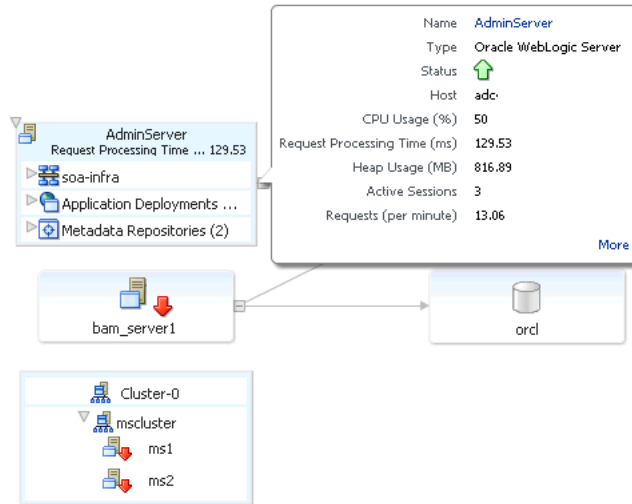 Name AdminServer
Type Oracle WebLogic Server
Status
Host adc
CPU Usage (%) 50
Request Processing Time (ms) 129.53
Heap Usage (MB) 816.89
Active Sessions 3
Requests (per minute) 13.06
More
AdminServer
Request Processing Time ... 129.53
soa-infra
Application Deployments ...
Metadata Repositories (2)
bam_server1
orcl
Cluster-0
mscluster
ms1
ms2